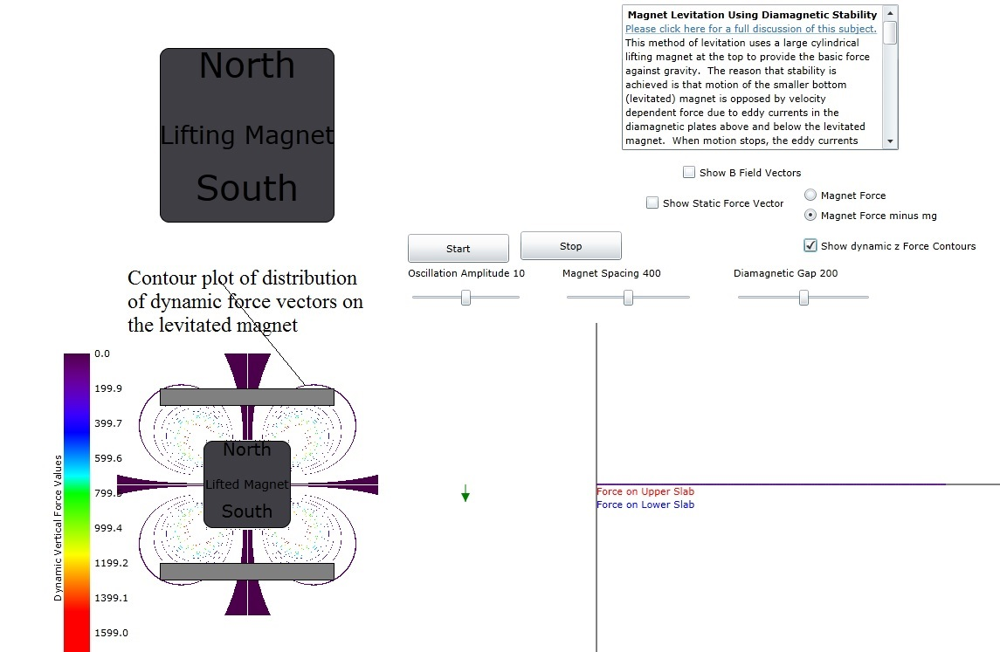 North
Lifting Magnet
South
Magnet Levitation Using Diamagnetic Stability
Please click here for a full discussion of this subject.
This method of levitation uses a large cylindrical
lifting magnet at the top to provide the basic force
against gravity.  The reason that stability is
achieved is that motion of the smaller bottom
(levitated) magnet is opposed by velocity
dependent force due to eddy currents in the
diamagnetic plates above and below the levitated
magnet.  When motion stops, the eddy currents
Show B Field Vectors
Show Static Force Vector
Magnet Force
Magnet Force minus mg
Show dynamic z Force Contours
Start
Stop
Oscillation Amplitude 10
Magnet Spacing 400
Diamagnetic Gap 200
Contour plot of distribution
of dynamic force vectors on
the levitated magnet
Dynamic Vertical Force Values
0.0
199.9
399.7
599.6
799.5
999.4
1199.2
1399.1
1599.0
North
Lifted Magnet
South
Force on Upper Slab
Force on Lower Slab